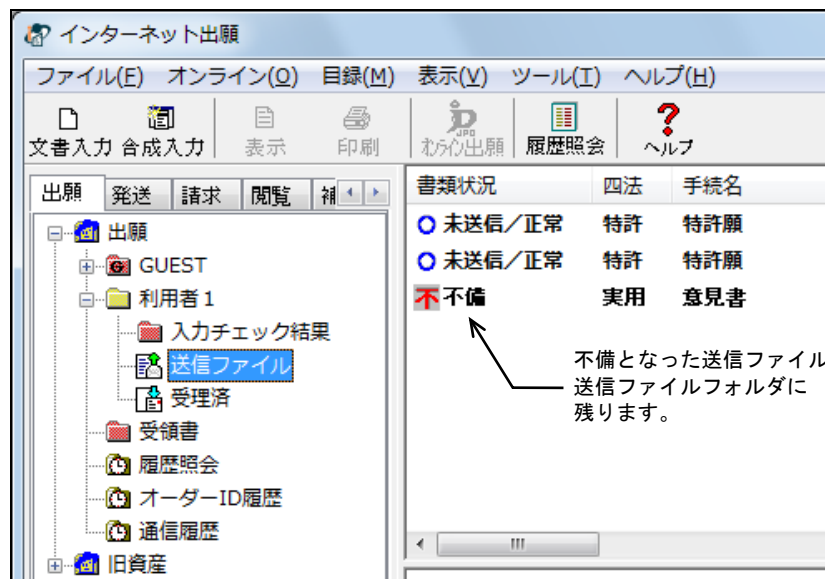 インターネット出願
ファイル(F) オンライン(O) 目録(M) 表示(V) ツール(T) ヘルプ(H)
文書入力 合成入力 表示 印刷 オンライン出願 履歴照会 ヘルプ
出願 発送 請求 閲覧 補
書類状況 四法 手続名
出願
GUEST
利用者1
入力チェック結果
送信ファイル
受理済
受領書
履歴照会
オーダーID履歴
通信履歴
旧資産
未送信/正常 特許 特許願
未送信/正常 特許 特許願
不 不備 実用 意見書
不備となった送信ファイル
送信ファイルフォルダに
残ります。